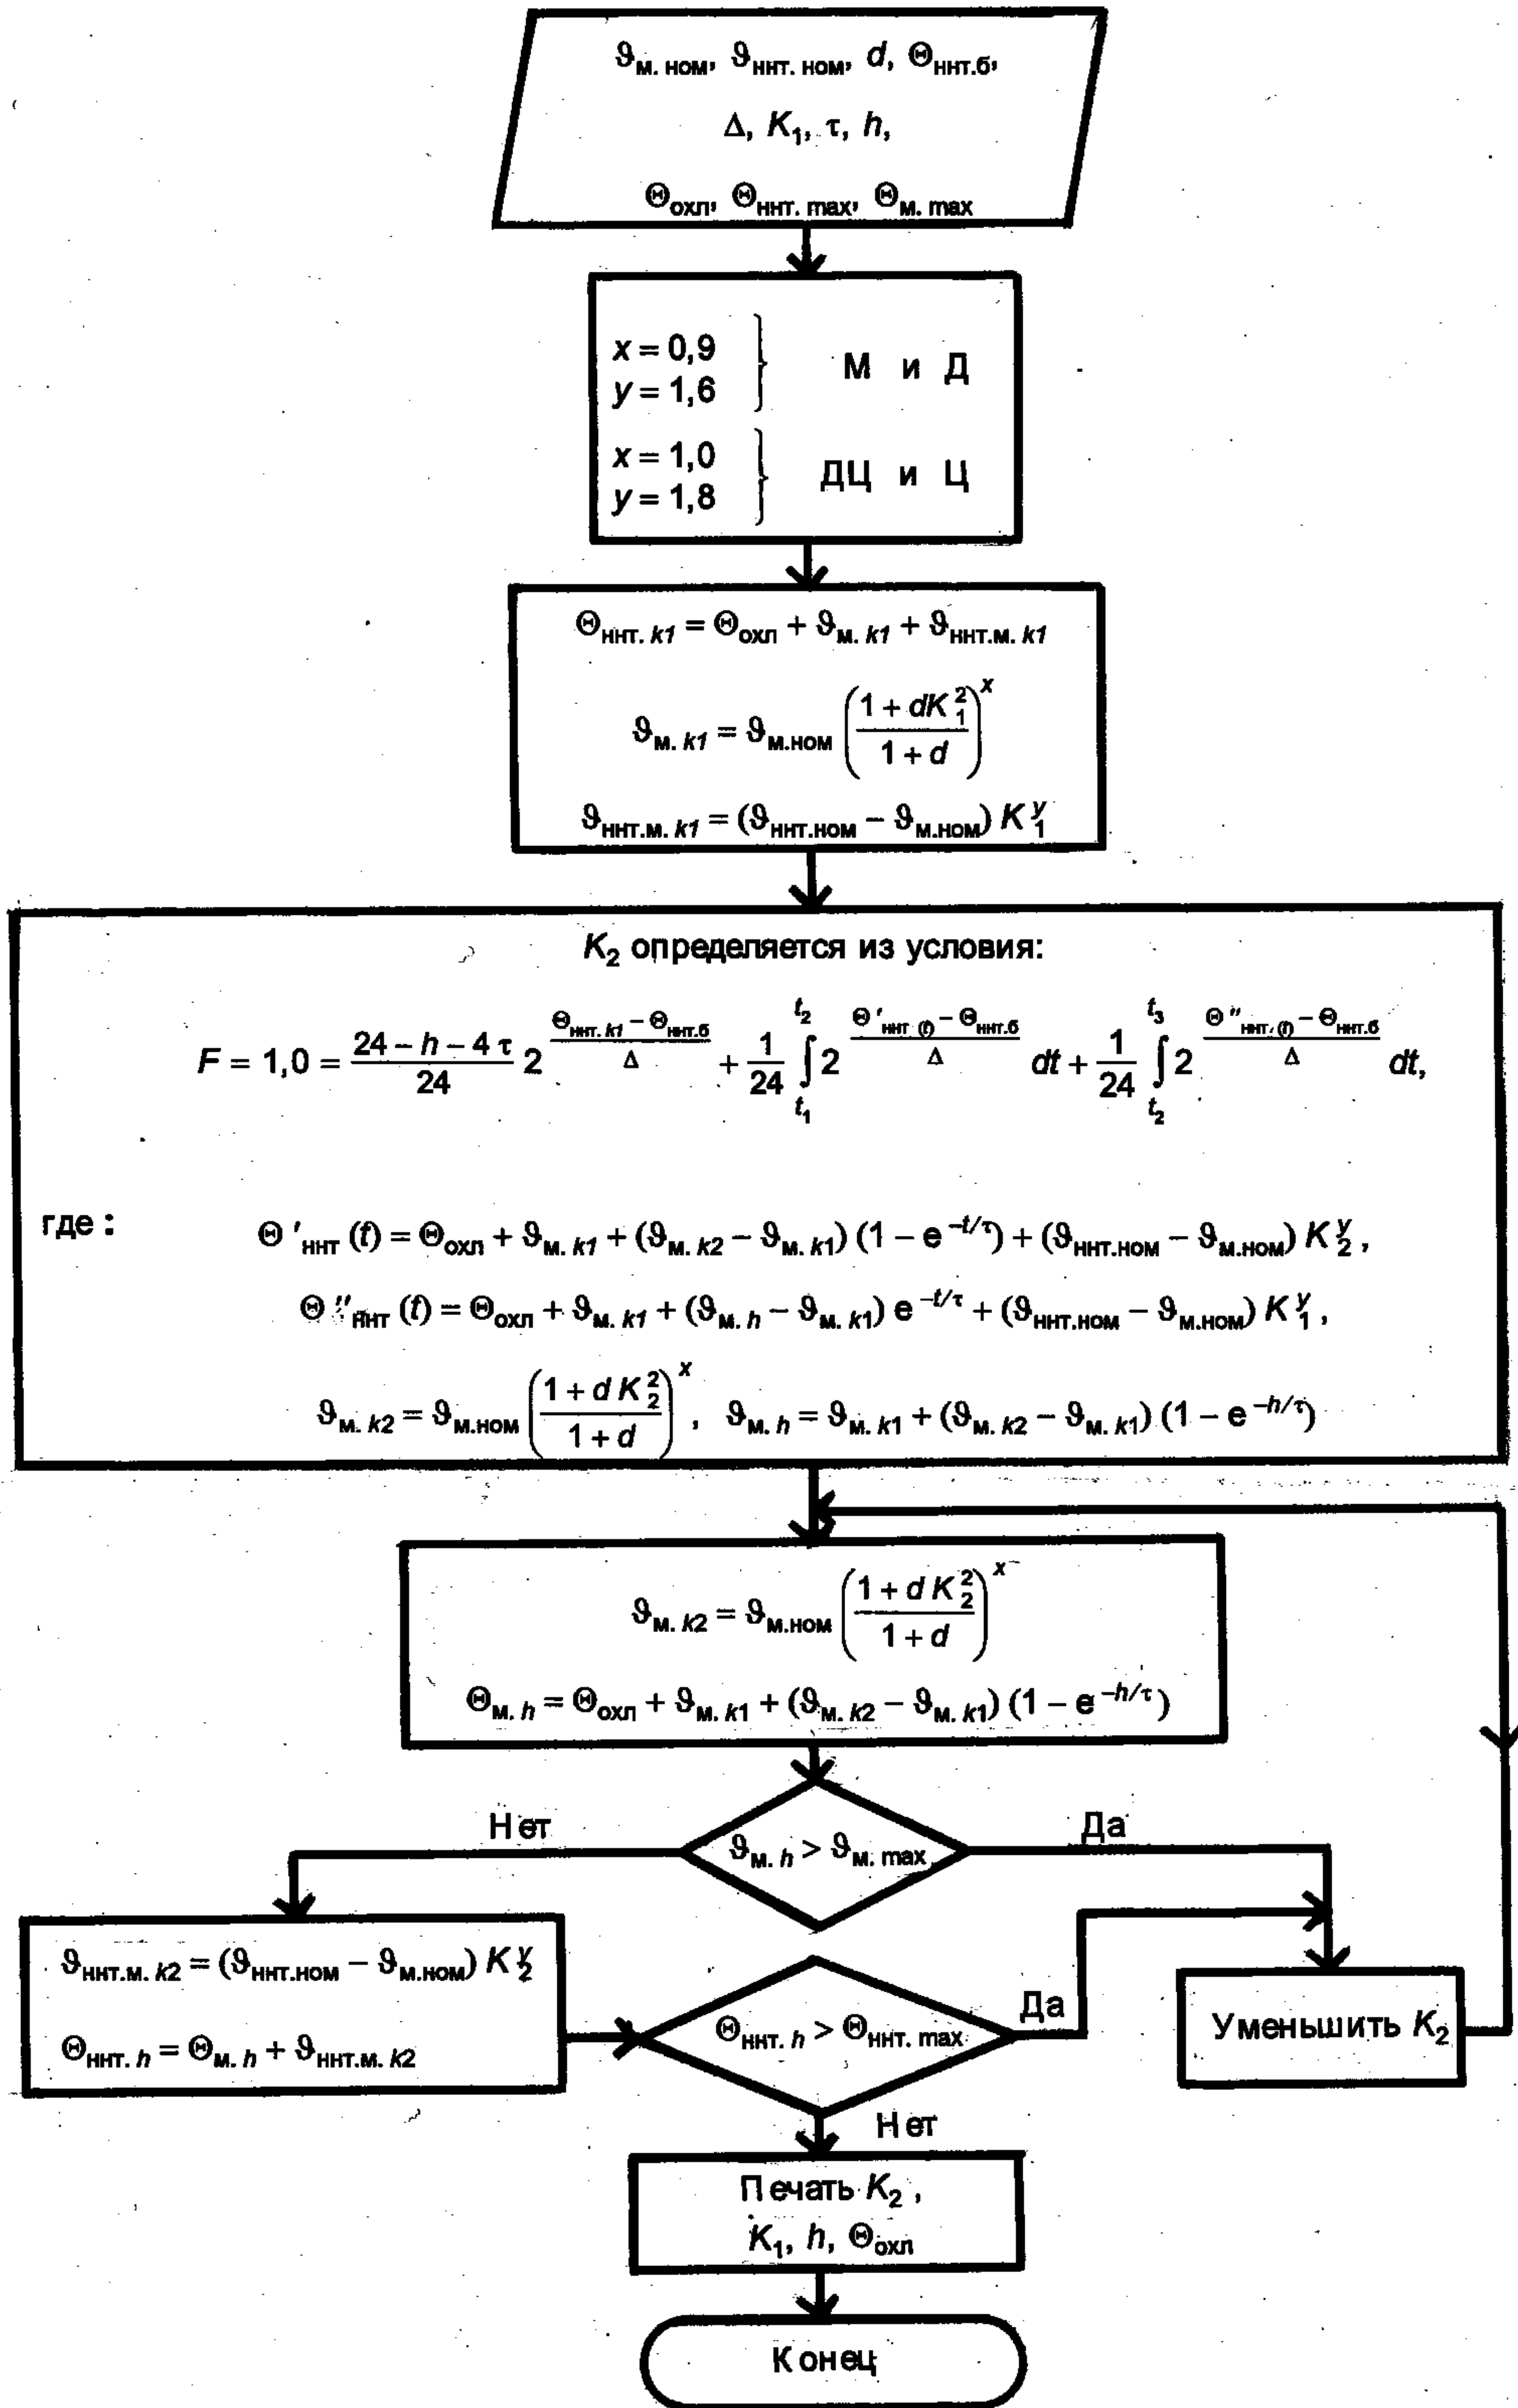 ϑм. ном, ϑннт. ном, d, Θннт.б,
Δ, K₁, τ, h,
Θохл, Θннт. max, Θм. max
x = 0,9
y = 1,6
} М и Д
x = 1,0
y = 1,8
} ДЦ и Ц
Θннт. k1 = Θохл + ϑм. k1 + ϑннт.м. k1
ϑм. k1 = ϑм.ном ((1 + dK₁²)/(1 + d))^x
ϑннт.м. k1 = (ϑннт.ном − ϑм.ном) K₁^y
K₂ определяется из условия:
F = 1,0 = (24 − h − 4 τ)/24 2^((Θннт. k1 − Θннт.б)/Δ) + 1/24 ∫_{t₁}^{t₂} 2^((Θ′ннт (t) − Θннт.б)/Δ) dt + 1/24 ∫_{t₂}^{t₃} 2^((Θ″ннт. (t) − Θннт.б)/Δ) dt,
где :
Θ′ннт (t) = Θохл + ϑм. k1 + (ϑм. k2 − ϑм. k1) (1 − e^(−t/τ)) + (ϑннт.ном − ϑм.ном) K₂^y ,
Θ″ннт (t) = Θохл + ϑм. k1 + (ϑм. h − ϑм. k1) e^(−t/τ) + (ϑннт.ном − ϑм.ном) K₁^y ,
ϑм. k2 = ϑм.ном ((1 + d K₂²)/(1 + d))^x, ϑм. h = ϑм. k1 + (ϑм. k2 − ϑм. k1) (1 − e^(−h/τ))
ϑм. k2 = ϑм.ном ((1 + d K₂²)/(1 + d))^x
Θм. h = Θохл + ϑм. k1 + (ϑм. k2 − ϑм. k1) (1 − e^(−h/τ))
Нет
ϑм. h > ϑм. max
Да
ϑннт.м. k2 = (ϑннт.ном − ϑм.ном) K₂^y
Θннт. h = Θм. h + ϑннт.м. k2
Θннт. h > Θннт. max
Да
Уменьшить K₂
Нет
Печать K₂ ,
K₁, h, Θохл
Конец